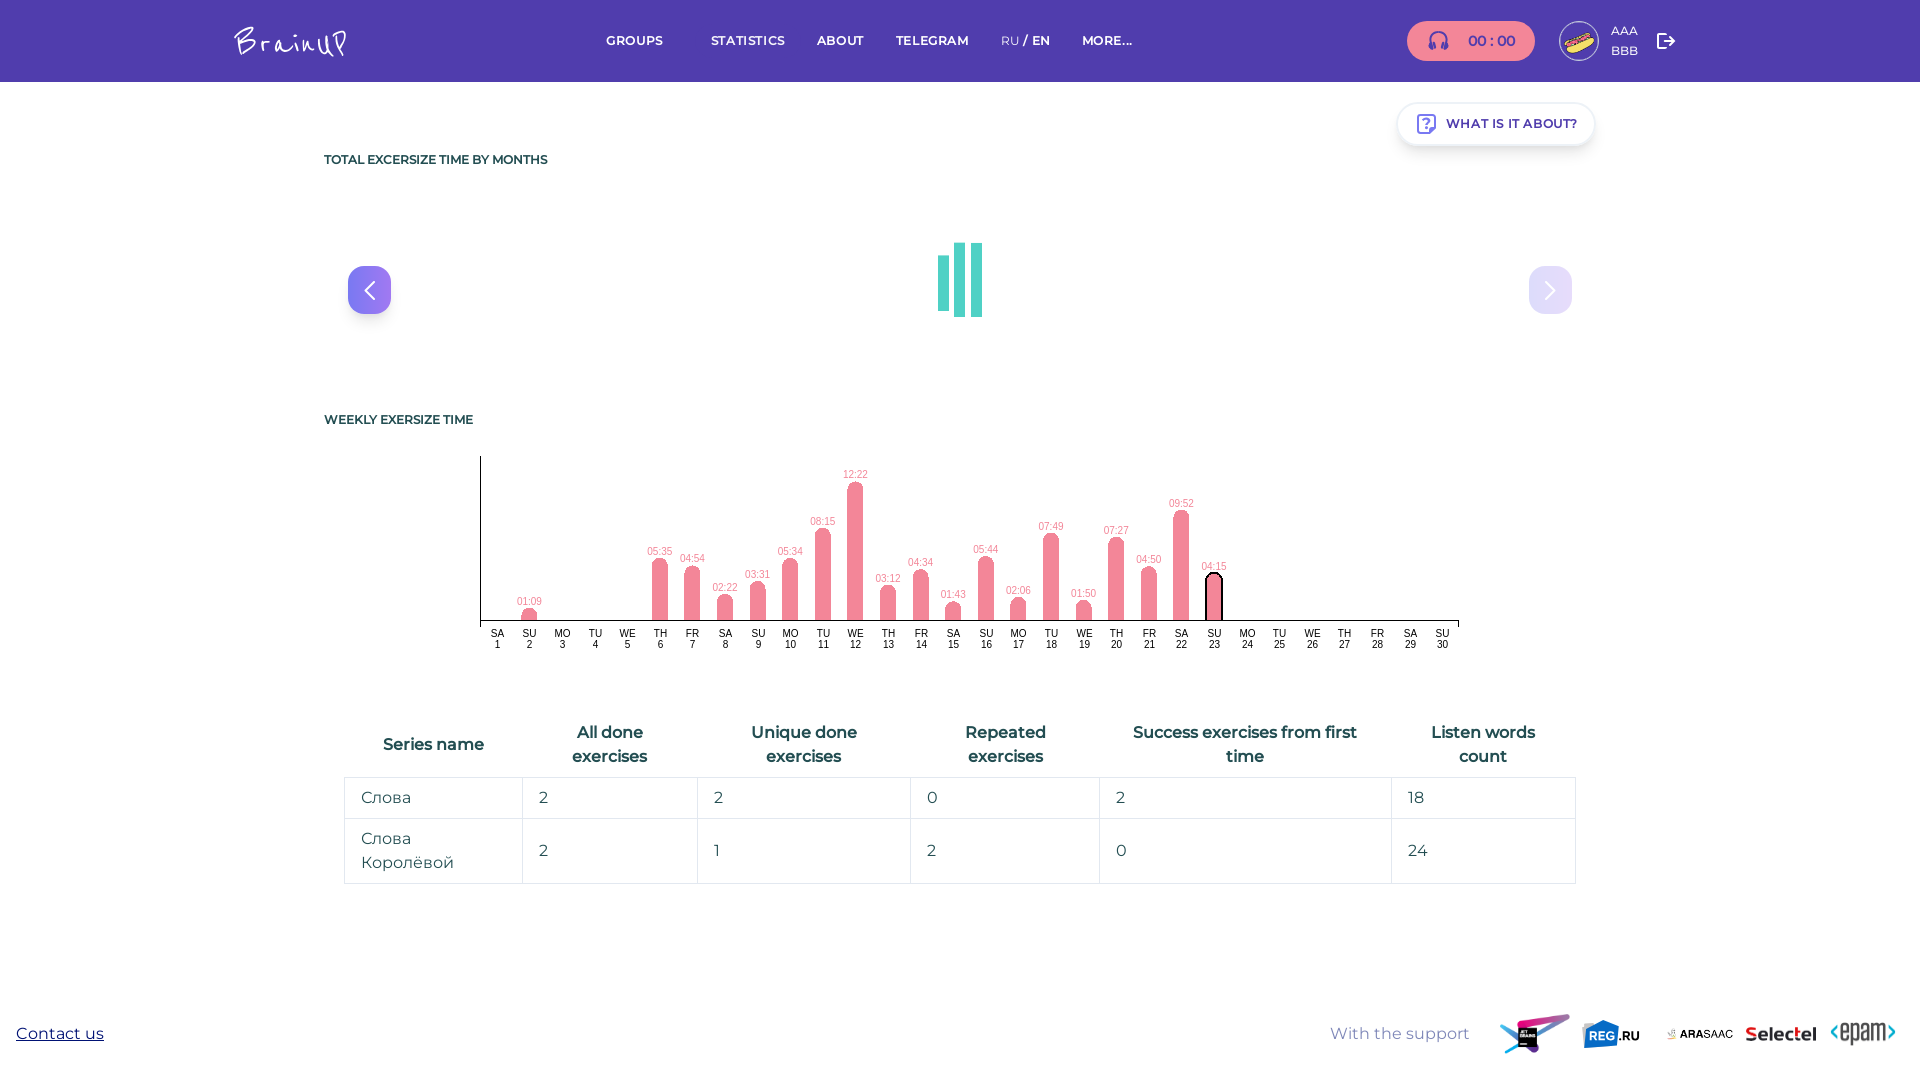 BrainUP
GROUPS
STATISTICS
ABOUT
TELEGRAM
RU / EN
MORE...
00 : 00
AAA
BBB
WHAT IS IT ABOUT?
TOTAL EXCERSIZE TIME BY MONTHS
WEEKLY EXERSIZE TIME
01:09
05:35
04:54
02:22
03:31
05:34
08:15
12:22
03:12
04:34
01:43
05:44
02:06
07:49
01:50
07:27
04:50
09:52
04:15
SA SU MO TU WE TH FR SA SU MO TU WE TH FR SA SU MO TU WE TH FR SA SU MO TU WE TH FR SA SU
1 2 3 4 5 6 7 8 9 10 11 12 13 14 15 16 17 18 19 20 21 22 23 24 25 26 27 28 29 30
Series name
All done
exercises
Unique done
exercises
Repeated
exercises
Success exercises from first
time
Listen words
count
Слова 2 2 0 2 18
Слова
Королёвой
2 1 2 0 24
Contact us
With the support
JET
BRAINS
REG.RU
ARASAAC
Selectel
<epam>